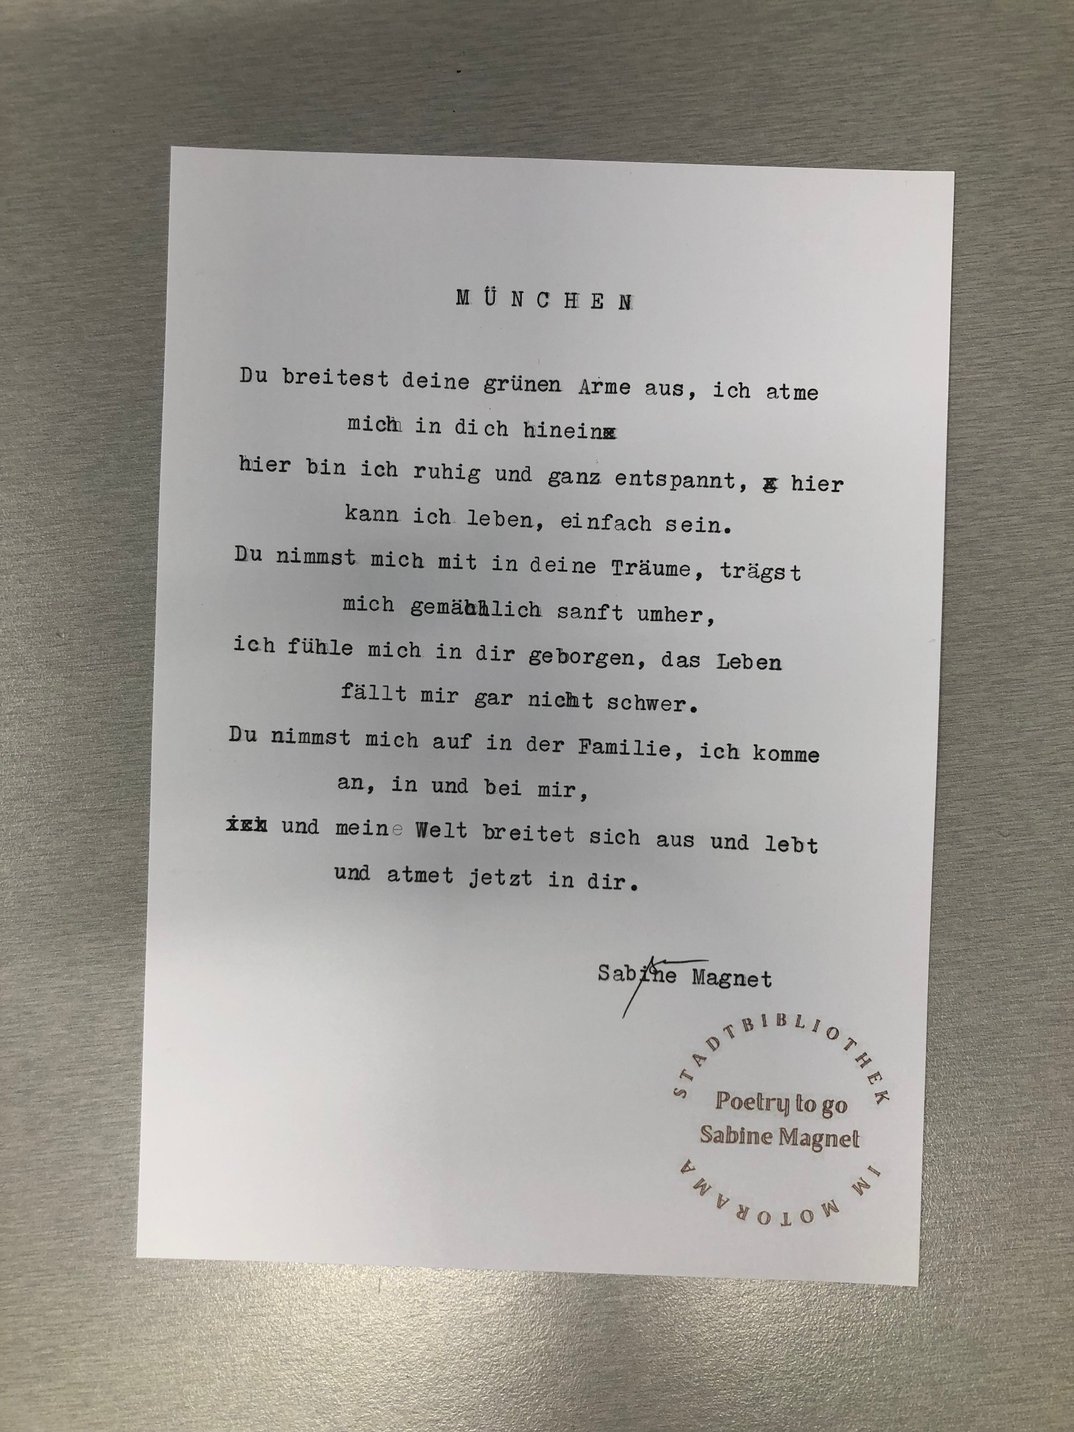 MÜNCHEN
Du breitest deine grünen Arme aus, ich atme
mich in dich hinein
hier bin ich ruhig und ganz entspannt, hier
kann ich leben, einfach sein.
Du nimmst mich mit in deine Träume, trägst
mich gemählich sanft umher,
ich fühle mich in dir geborgen, das Leben
fällt mir gar nicht schwer.
Du nimmst mich auf in der Familie, ich komme
an, in und bei mir,
und meine Welt breitet sich aus und lebt
und atmet jetzt in dir.
Sabine Magnet
STADTBIBLIOTHEK
Poetry to go
Sabine Magnet
IM MOTORAMA